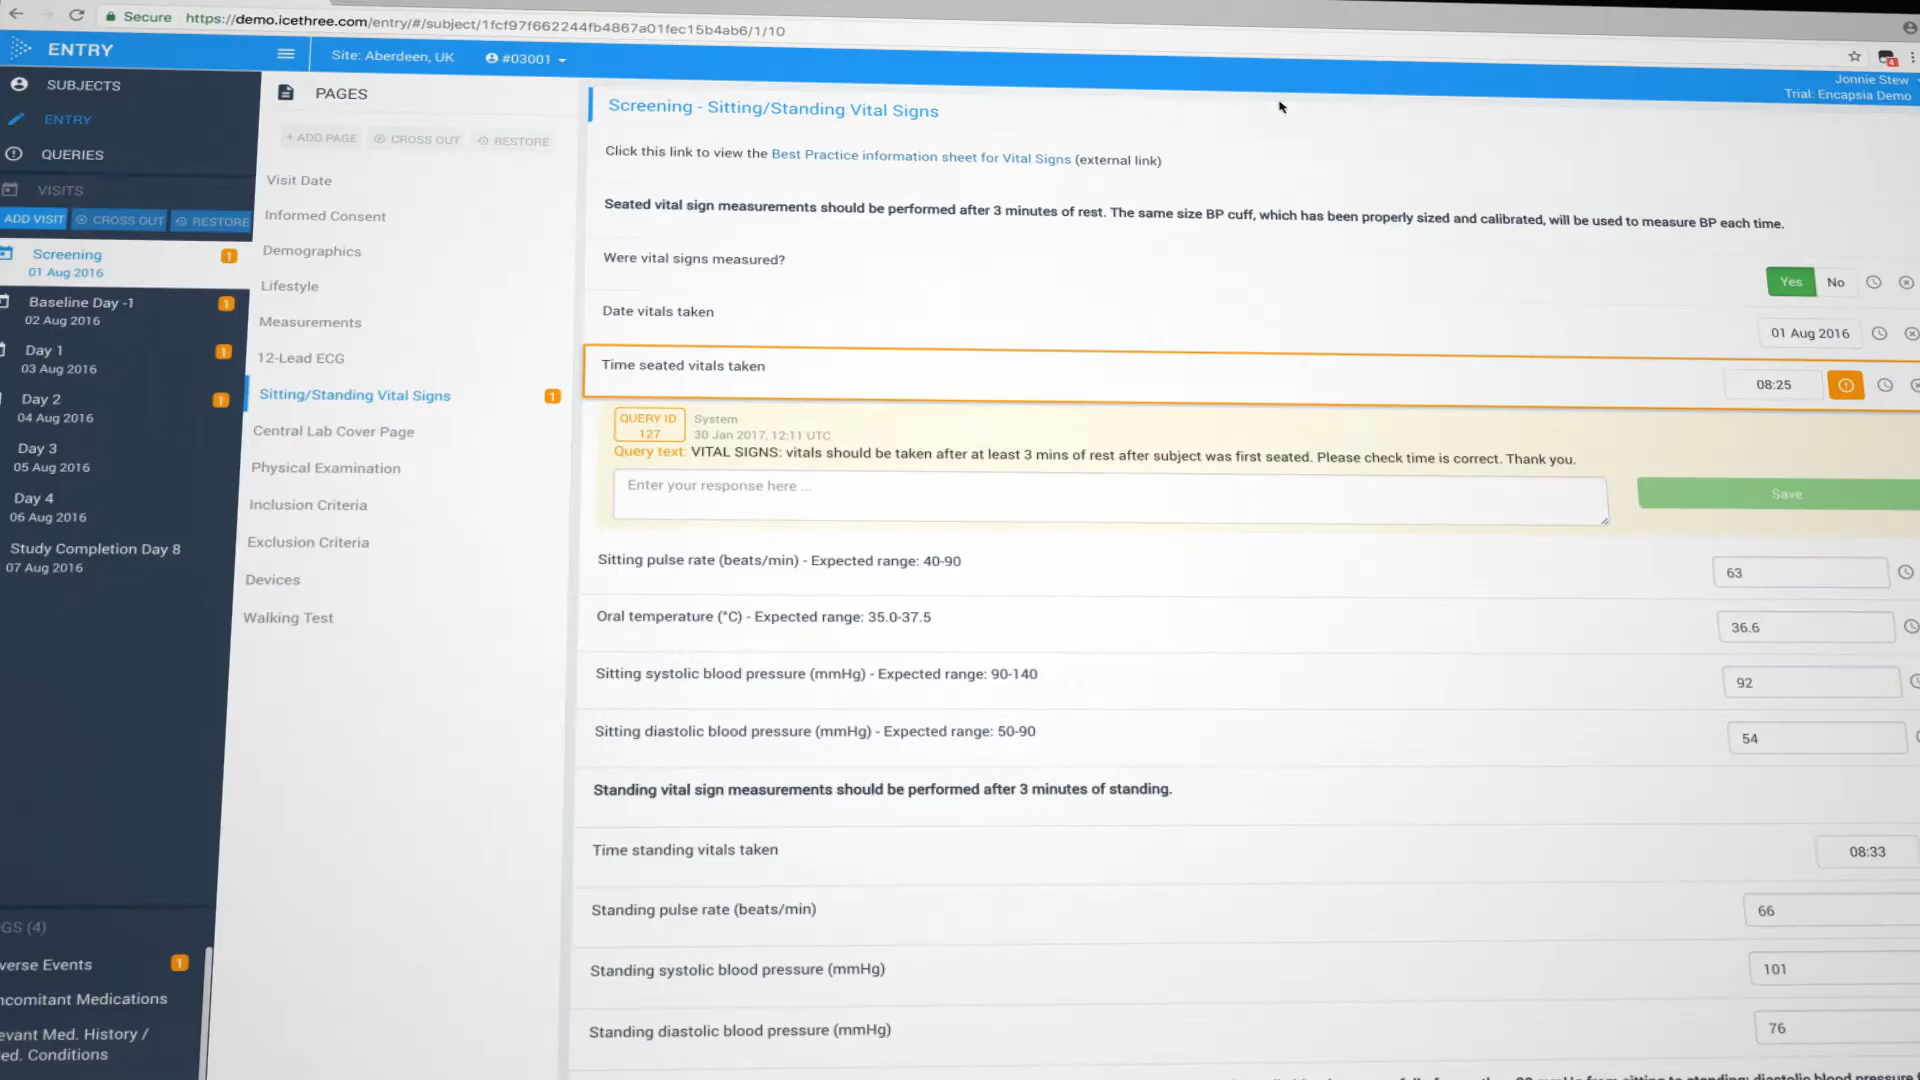 Secure https://demo.icethree.com/entry/#/subject/1fcf97f662244fb4867a01fec15b4ab6/1/10
ENTRY
Site: Aberdeen, UK
#03001
Jonnie Stew
Trial: Encapsia Demo
SUBJECTS
ENTRY
QUERIES
VISITS
ADD VISIT CROSS OUT RESTORE
Screening 1
01 Aug 2016
Baseline Day -1 1
02 Aug 2016
Day 1 1
03 Aug 2016
Day 2 1
04 Aug 2016
Day 3
05 Aug 2016
Day 4
06 Aug 2016
Study Completion Day 8
07 Aug 2016
GS (4)
verse Events 1
ncomitant Medications
evant Med. History /
ed. Conditions
PAGES
+ ADD PAGE CROSS OUT RESTORE
Visit Date
Informed Consent
Demographics
Lifestyle
Measurements
12-Lead ECG
Sitting/Standing Vital Signs 1
Central Lab Cover Page
Physical Examination
Inclusion Criteria
Exclusion Criteria
Devices
Walking Test
Screening - Sitting/Standing Vital Signs
Click this link to view the Best Practice information sheet for Vital Signs (external link)
Seated vital sign measurements should be performed after 3 minutes of rest. The same size BP cuff, which has been properly sized and calibrated, will be used to measure BP each time.
Were vital signs measured? Yes No
Date vitals taken 01 Aug 2016
Time seated vitals taken 08:25
QUERY ID
127
System
30 Jan 2017, 12:11 UTC
Query text: VITAL SIGNS: vitals should be taken after at least 3 mins of rest after subject was first seated. Please check time is correct. Thank you.
Enter your response here ...
Save
Sitting pulse rate (beats/min) - Expected range: 40-90 63
Oral temperature (°C) - Expected range: 35.0-37.5 36.6
Sitting systolic blood pressure (mmHg) - Expected range: 90-140 92
Sitting diastolic blood pressure (mmHg) - Expected range: 50-90 54
Standing vital sign measurements should be performed after 3 minutes of standing.
Time standing vitals taken 08:33
Standing pulse rate (beats/min) 66
Standing systolic blood pressure (mmHg) 101
Standing diastolic blood pressure (mmHg) 76
from sitting to standing; diastolic blood pressure